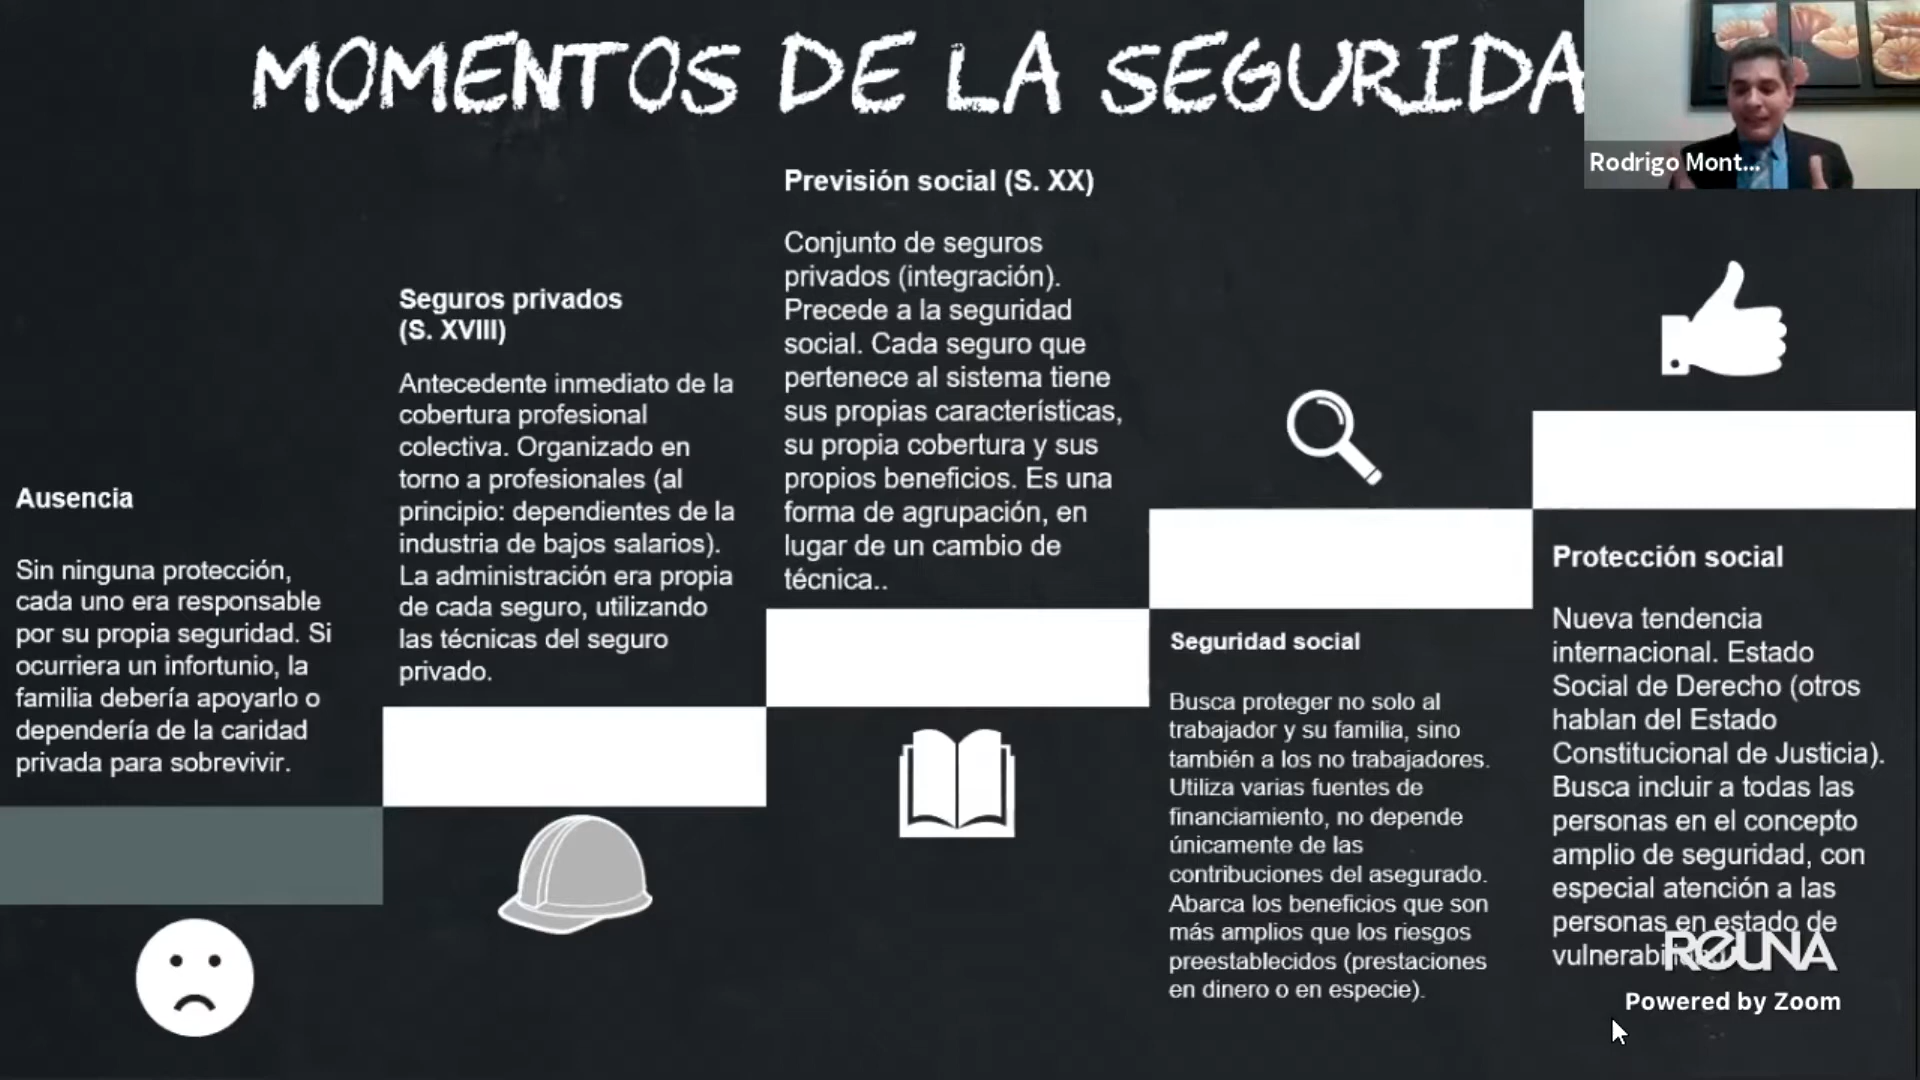 MOMENTOS DE LA SEGURIDA
Rodrigo Mont...
Ausencia
Sin ninguna protección,
cada uno era responsable
por su propia seguridad. Si
ocurriera un infortunio, la
familia debería apoyarlo o
dependería de la caridad
privada para sobrevivir.
Seguros privados
(S. XVIII)
Antecedente inmediato de la
cobertura profesional
colectiva. Organizado en
torno a profesionales (al
principio: dependientes de la
industria de bajos salarios).
La administración era propia
de cada seguro, utilizando
las técnicas del seguro
privado.
Previsión social (S. XX)
Conjunto de seguros
privados (integración).
Precede a la seguridad
social. Cada seguro que
pertenece al sistema tiene
sus propias características,
su propia cobertura y sus
propios beneficios. Es una
forma de agrupación, en
lugar de un cambio de
técnica..
Seguridad social
Busca proteger no solo al
trabajador y su familia, sino
también a los no trabajadores.
Utiliza varias fuentes de
financiamiento, no depende
únicamente de las
contribuciones del asegurado.
Abarca los beneficios que son
más amplios que los riesgos
preestablecidos (prestaciones
en dinero o en especie).
Protección social
Nueva tendencia
internacional. Estado
Social de Derecho (otros
hablan del Estado
Constitucional de Justicia).
Busca incluir a todas las
personas en el concepto
amplio de seguridad, con
especial atención a las
personas en estado de
REUNA
Powered by Zoom